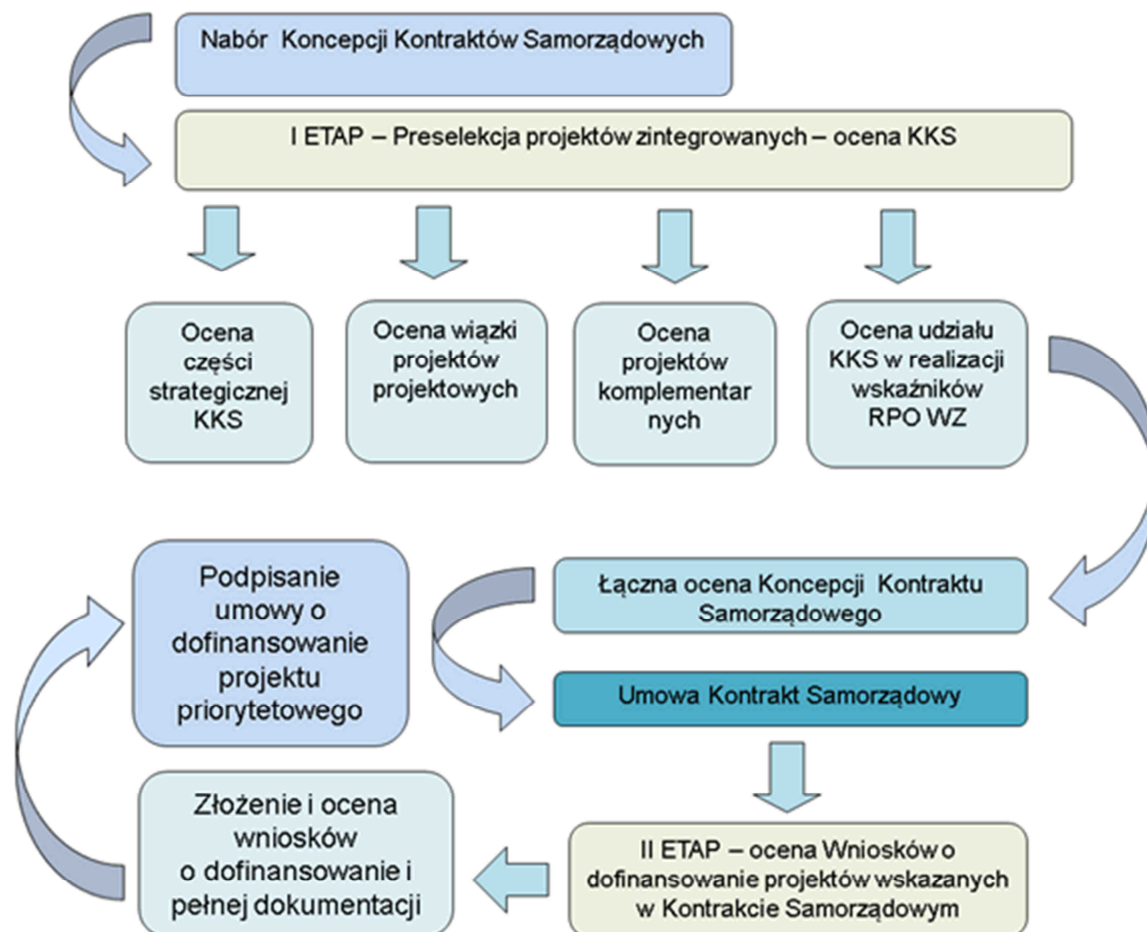 Nabór Koncepcji Kontraktów Samorządowych
I ETAP – Preselekcja projektów zintegrowanych – ocena KKS
Ocena
części
strategicznej
KKS
Ocena wiązki
projektów
projektowych
Ocena
projektów
komplementar
nych
Ocena udziału
KKS w realizacji
wskaźników
RPO WZ
Łączna ocena Koncepcji Kontraktu
Samorządowego
Umowa Kontrakt Samorządowy
II ETAP – ocena Wniosków o
dofinansowanie projektów wskazanych
w Kontrakcie Samorządowym
Złożenie i ocena
wniosków
o dofinansowanie i
pełnej dokumentacji
Podpisanie
umowy o
dofinansowanie
projektu
priorytetowego